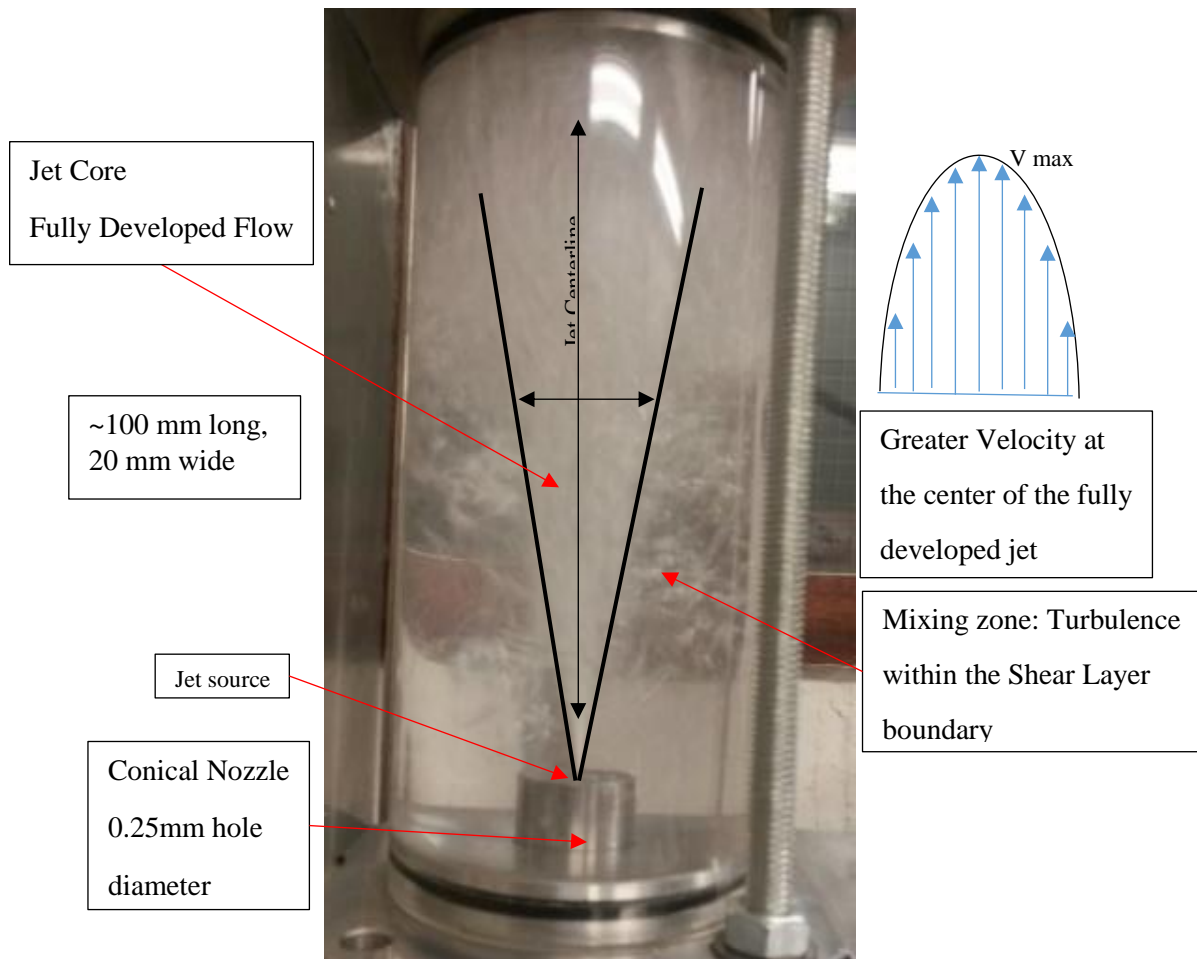 Jet Core
Fully Developed Flow
~100 mm long,
20 mm wide
Jet source
Conical Nozzle
0.25mm hole
diameter
Jet Centerline
V max
Greater Velocity at
the center of the fully
developed jet
Mixing zone: Turbulence
within the Shear Layer
boundary